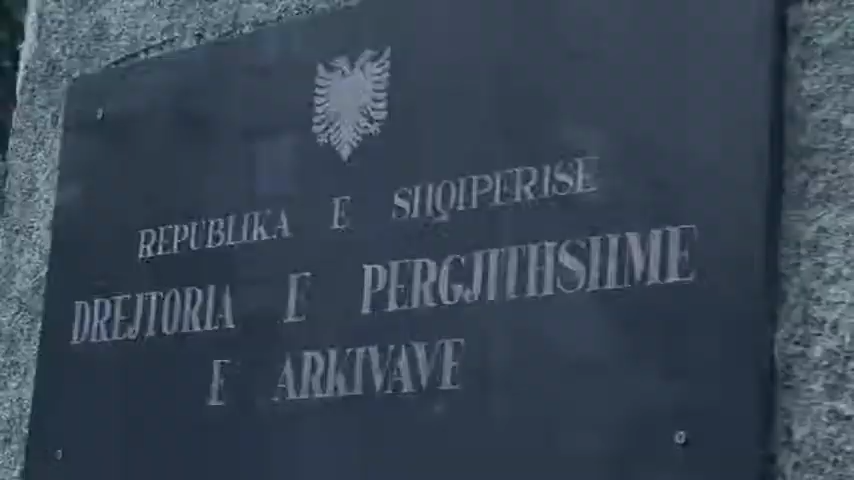 REPUBLIKA E SHQIPERISE
DREJTORIA E PERGJITHSHME
E ARKIVAVE